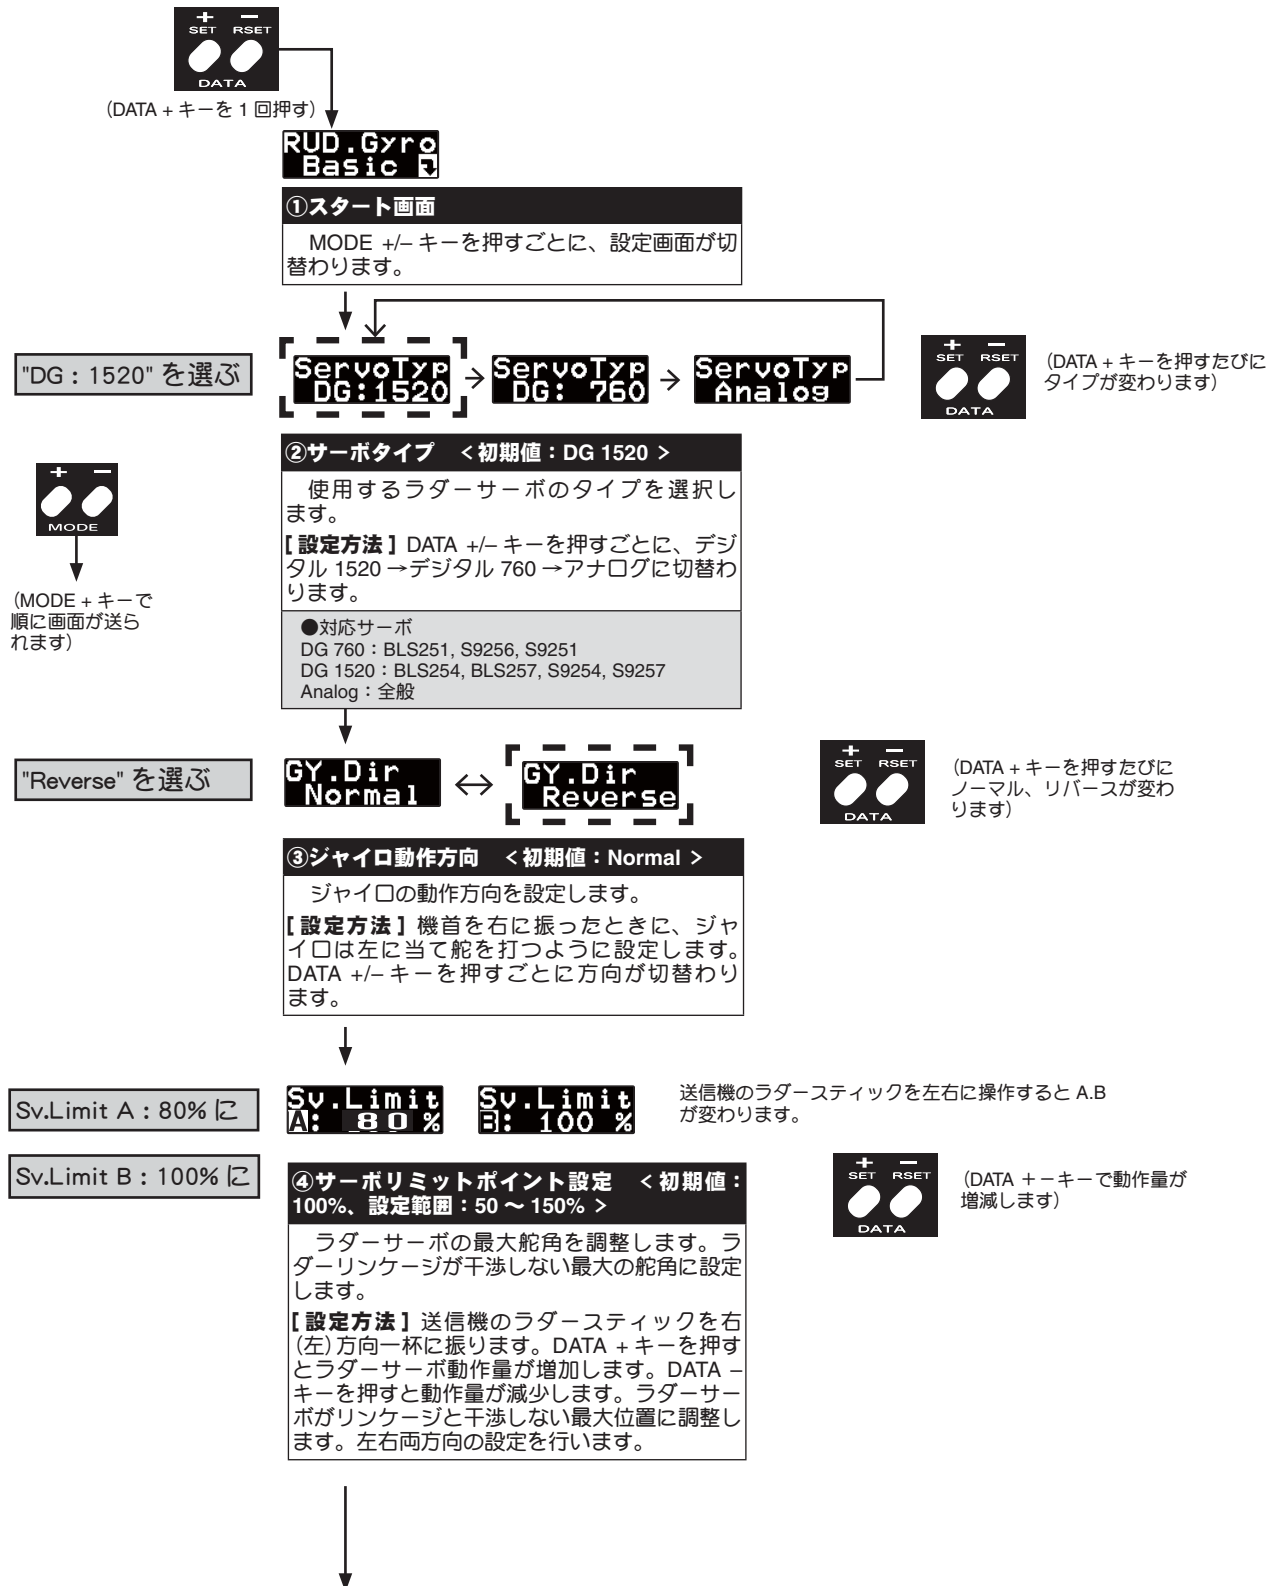 + −
SET RSET
DATA
(DATA + キーを 1 回押す)
RUD.Gyro
Basic
①スタート画面
MODE +/– キーを押すごとに、設定画面が切
替わります。
"DG : 1520" を選ぶ
ServoTyp
DG:1520
→
ServoTyp
DG: 760
→
ServoTyp
Analog
+ −
SET RSET
DATA
(DATA + キーを押すたびに
タイプが変わります)
②サーボタイプ <初期値:DG 1520 >
使用するラダーサーボのタイプを選択し
ます。
[ 設定方法 ] DATA +/– キーを押すごとに、デジ
タル 1520 →デジタル 760 →アナログに切替わ
ります。
●対応サーボ
DG 760:BLS251, S9256, S9251
DG 1520:BLS254, BLS257, S9254, S9257
Analog:全般
+ −
MODE
(MODE + キーで
順に画面が送ら
れます)
"Reverse" を選ぶ
GY.Dir
Normal
↔
GY.Dir
Reverse
+ −
SET RSET
DATA
(DATA + キーを押すたびに
ノーマル、リバースが変わ
ります)
③ジャイロ動作方向 <初期値:Normal >
ジャイロの動作方向を設定します。
[ 設定方法 ] 機首を右に振ったときに、ジャ
イロは左に当て舵を打つように設定します。
DATA +/– キーを押すごとに方向が切替わり
ます。
Sv.Limit A : 80% に
Sv.Limit B : 100% に
Sv.Limit
A: 80 %
Sv.Limit
B: 100 %
送信機のラダースティックを左右に操作すると A.B
が変わります。
+ −
SET RSET
DATA
(DATA +−キーで動作量が
増減します)
④サーボリミットポイント設定 <初期値:
100%、設定範囲:50 〜 150% >
ラダーサーボの最大舵角を調整します。ラ
ダーリンケージが干渉しない最大の舵角に設定
します。
[ 設定方法 ] 送信機のラダースティックを右
(左)方向一杯に振ります。DATA + キーを押す
とラダーサーボ動作量が増加します。DATA –
キーを押すと動作量が減少します。ラダーサー
ボがリンケージと干渉しない最大位置に調整し
ます。左右両方向の設定を行います。